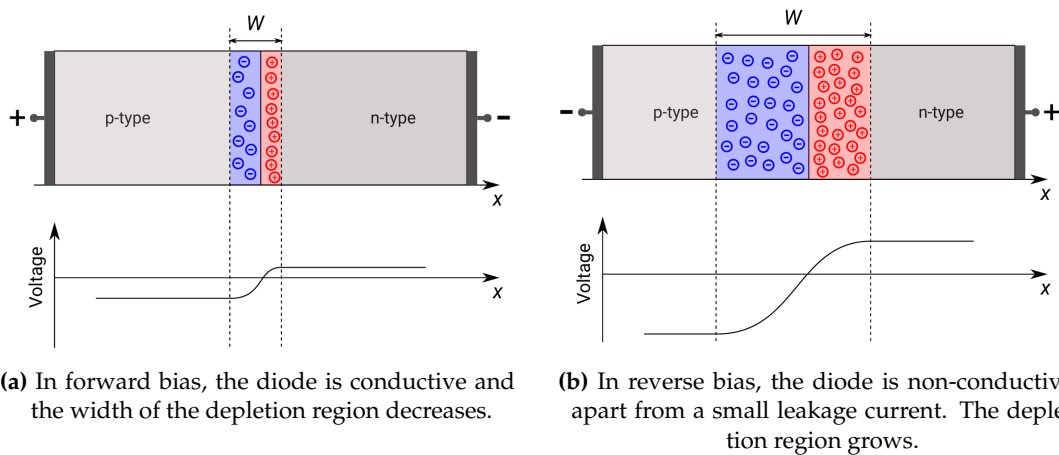 W
+
p-type
n-type
-
x
Voltage
x
(a) In forward bias, the diode is conductive and
the width of the depletion region decreases.
W
-
p-type
n-type
+
x
Voltage
x
(b) In reverse bias, the diode is non-conductiv
apart from a small leakage current. The deple
tion region grows.